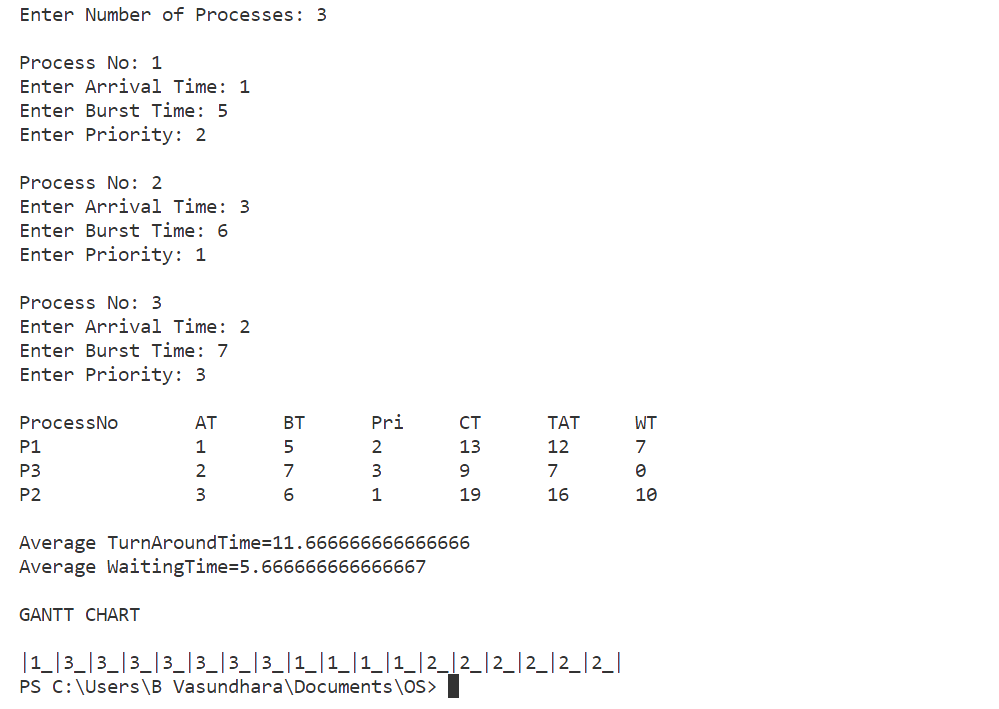 Enter Number of Processes: 3
Process No: 1
Enter Arrival Time: 1
Enter Burst Time: 5
Enter Priority: 2
Process No: 2
Enter Arrival Time: 3
Enter Burst Time: 6
Enter Priority: 1
Process No: 3
Enter Arrival Time: 2
Enter Burst Time: 7
Enter Priority: 3
ProcessNo AT BT Pri CT TAT WT
P1 1 5 2 13 12 7
P3 2 7 3 9 7 0
P2 3 6 1 19 16 10
Average TurnAroundTime=11.666666666666666
Average WaitingTime=5.666666666666667
GANTT CHART
|1_|3_|3_|3_|3_|3_|3_|3_|1_|1_|1_|1_|2_|2_|2_|2_|2_|2_|
PS C:\Users\B Vasundhara\Documents\OS>